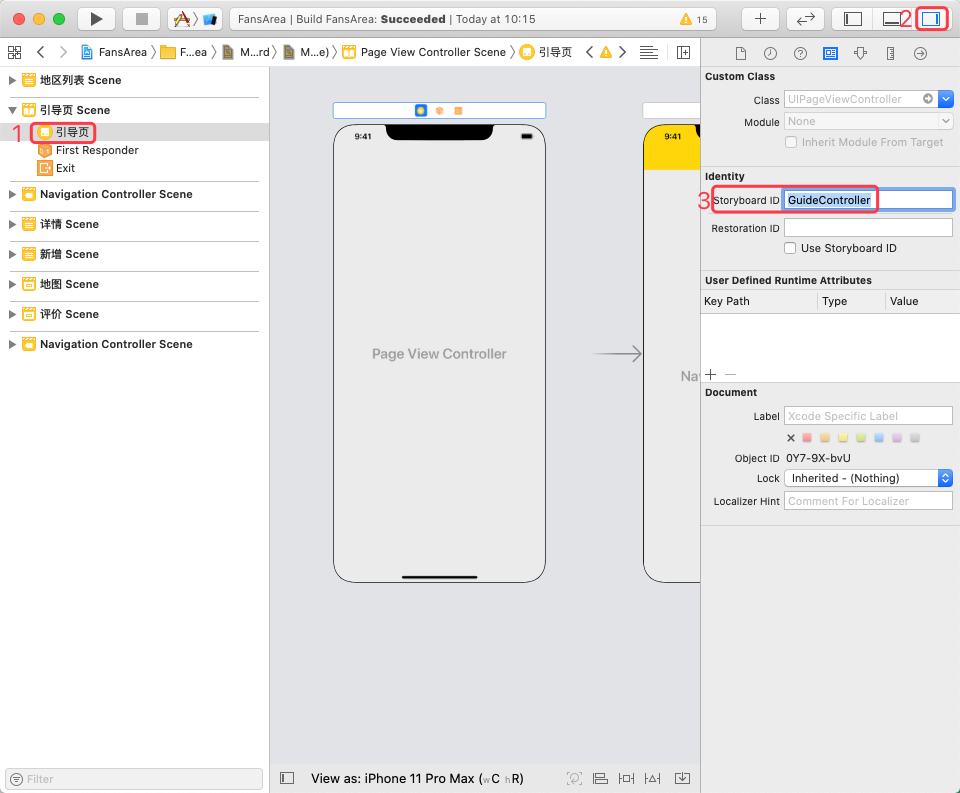 FansArea | Build FansArea: Succeeded | Today at 10:15
15
2
FansArea
F...ea
M...rd
M...e)
Page View Controller Scene
引导页
地区列表 Scene
引导页 Scene
1
引导页
First Responder
Exit
Navigation Controller Scene
详情 Scene
新增 Scene
地图 Scene
评价 Scene
Navigation Controller Scene
Filter
9:41
Page View Controller
9:41
Na
View as: iPhone 11 Pro Max (wC hR)
Custom Class
Class UIPageViewController
Module None
Inherit Module From Target
Identity
3
Storyboard ID GuideController
Restoration ID
Use Storyboard ID
User Defined Runtime Attributes
Key Path Type Value
Document
Label Xcode Specific Label
Object ID 0Y7-9X-bvU
Lock Inherited - (Nothing)
Localizer Hint Comment For Localizer